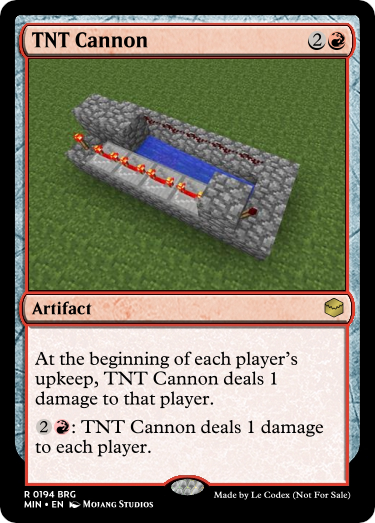 TNT Cannon 2
Artifact
At the beginning of each player's
upkeep, TNT Cannon deals 1
damage to that player.
2 : TNT Cannon deals 1 damage
to each player.
R 0194 BRG
MIN • EN Mojang Studios
Made by Le Codex (Not For Sale)